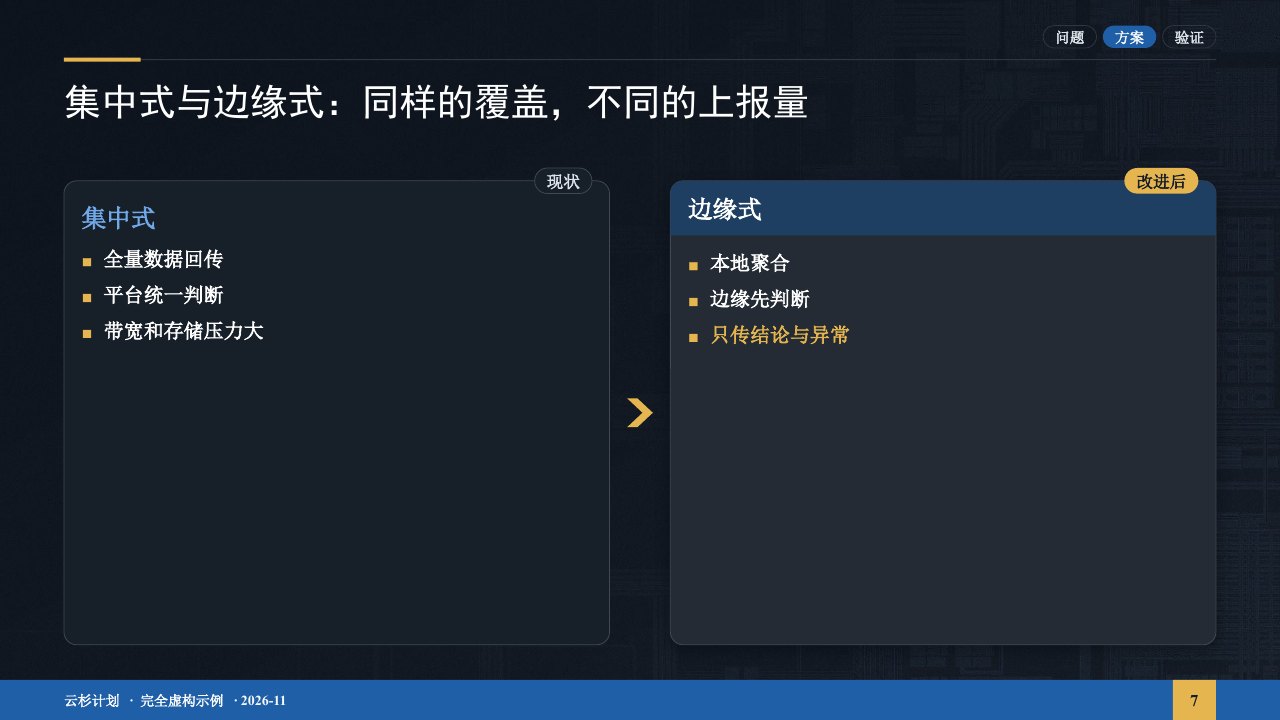 问题 方案 验证
集中式与边缘式：同样的覆盖，不同的上报量
现状
集中式
全量数据回传
平台统一判断
带宽和存储压力大
改进后
边缘式
本地聚合
边缘先判断
只传结论与异常
云杉计划 · 完全虚构示例 · 2026-11
7